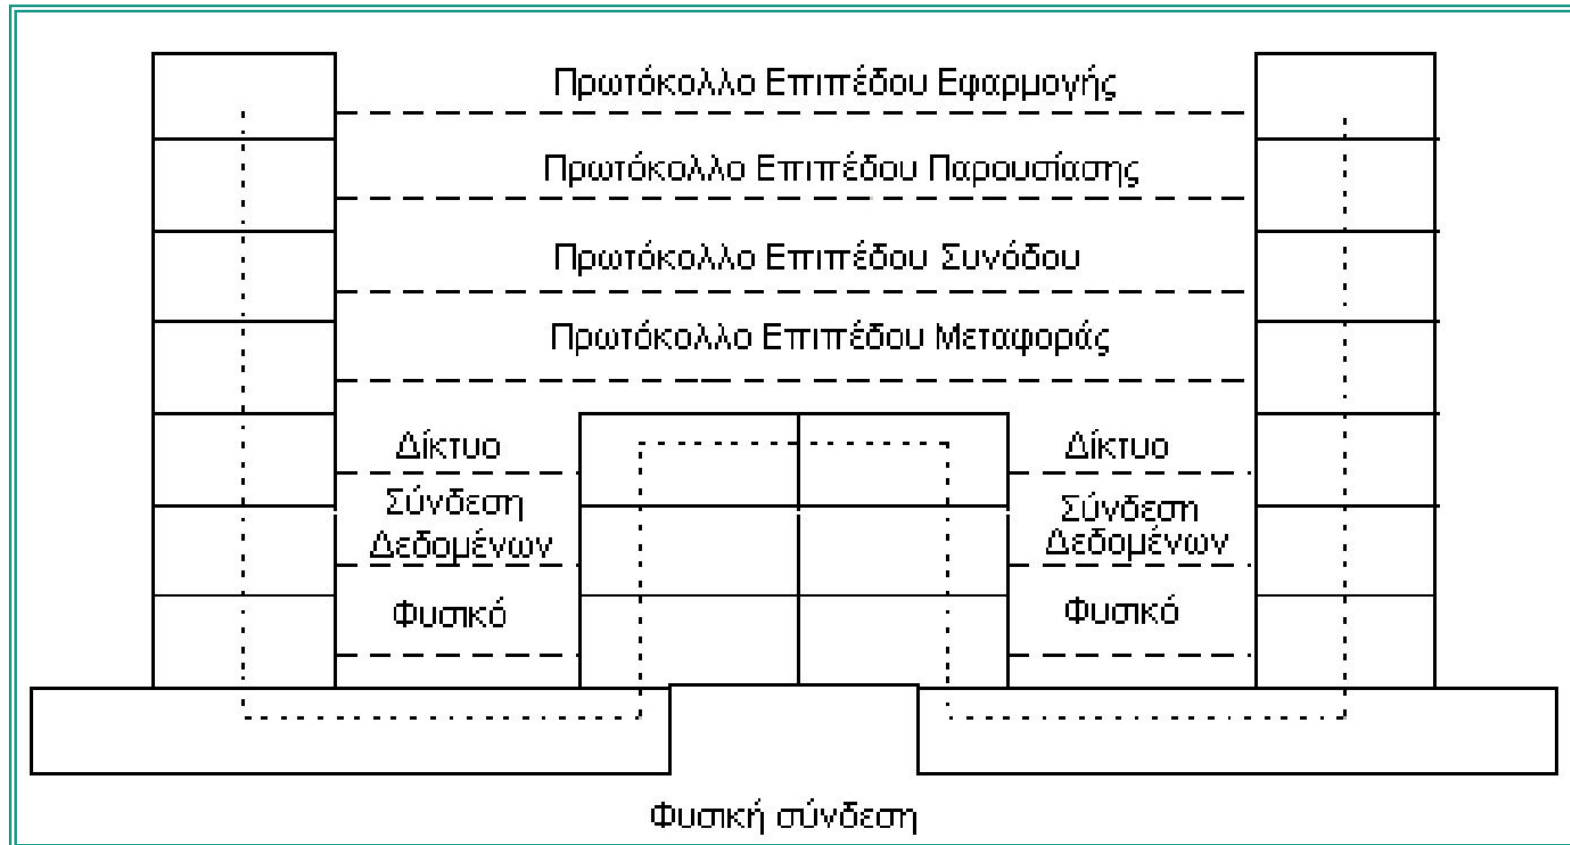 Πρωτόκολλο Επιπέδου Εφαρμογής
Πρωτόκολλο Επιπέδου Παρουσίασης
Πρωτόκολλο Επιπέδου Συνόδου
Πρωτόκολλο Επιπέδου Μεταφοράς
Δίκτυο
Σύνδεση
Δεδομένων
Φυσικό
Δίκτυο
Σύνδεση
Δεδομένων
Φυσικό
Φυσική σύνδεση